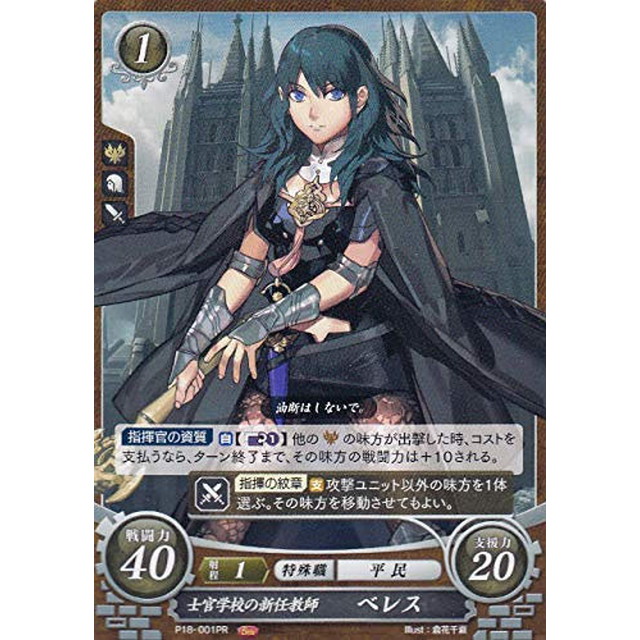 1
油断はしないで。
指揮官の資質 自【1】他の の味方が出撃した時、コストを
支払うなら、ターン終了まで、その味方の戦闘力は+10される。
指揮の紋章 支 攻撃ユニット以外の味方を1体
選ぶ。その味方を移動させてもよい。
戦闘力
40
射程 1 特殊職 平民
支援力
20
士官学校の新任教師 ベレス
P18-001PR
Illust:倉花千夏